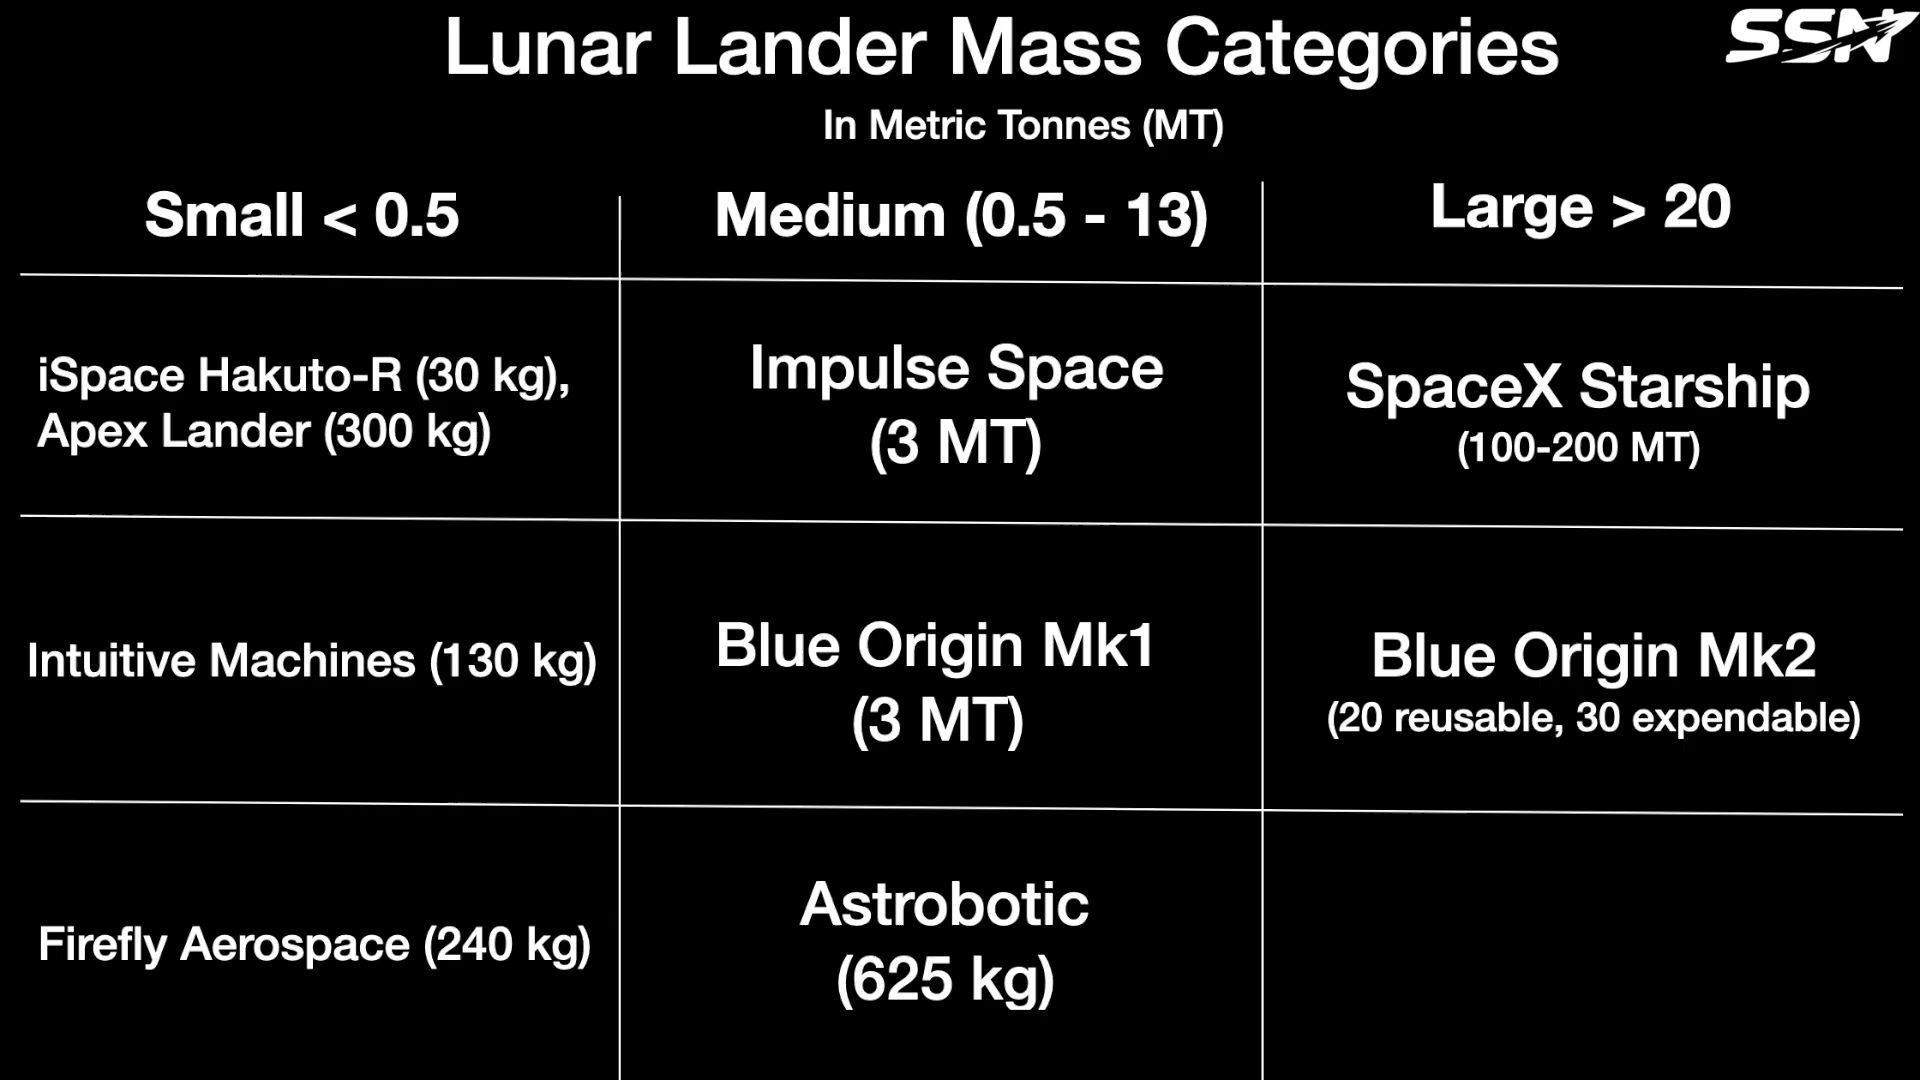 Lunar Lander Mass Categories
SSN
In Metric Tonnes (MT)
Small < 0.5
Medium (0.5 - 13)
Large > 20
iSpace Hakuto-R (30 kg),
Apex Lander (300 kg)
Impulse Space
(3 MT)
SpaceX Starship
(100-200 MT)
Intuitive Machines (130 kg)
Blue Origin Mk1
(3 MT)
Blue Origin Mk2
(20 reusable, 30 expendable)
Firefly Aerospace (240 kg)
Astrobotic
(625 kg)